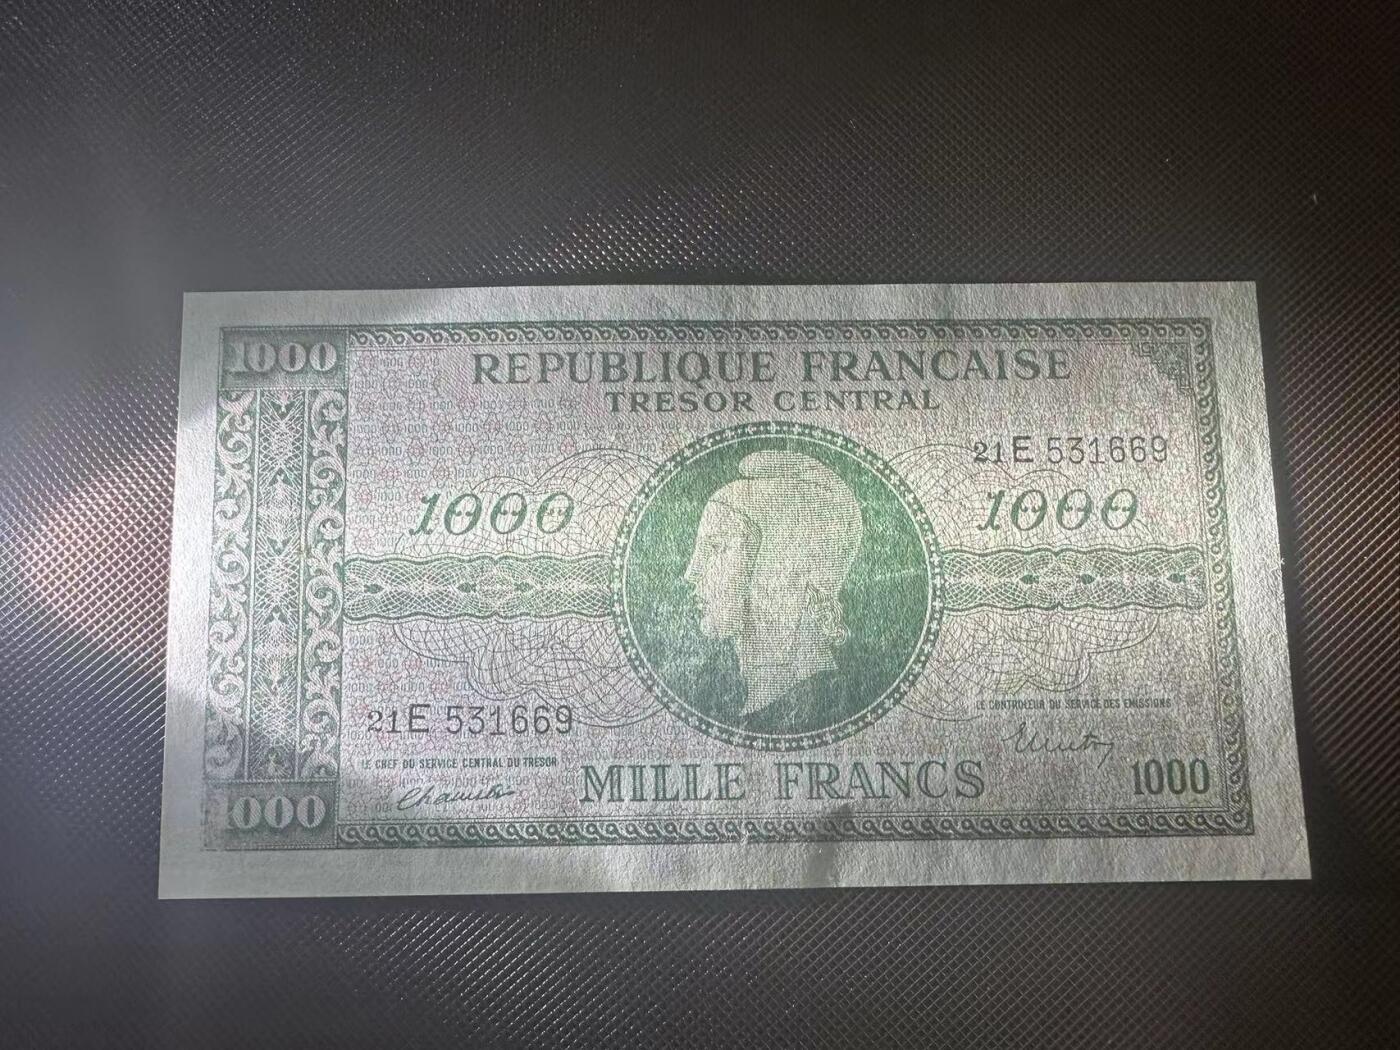 1000
REPUBLIQUE FRANCAISE
TRESOR CENTRAL
21E 531669
1000
1000
21E 531669
LE CONTROLEUR DU SERVICE DES EMISSIONS
LE CHEF DU SERVICE CENTRAL DU TRESOR
MILLE FRANCS
1000
1000